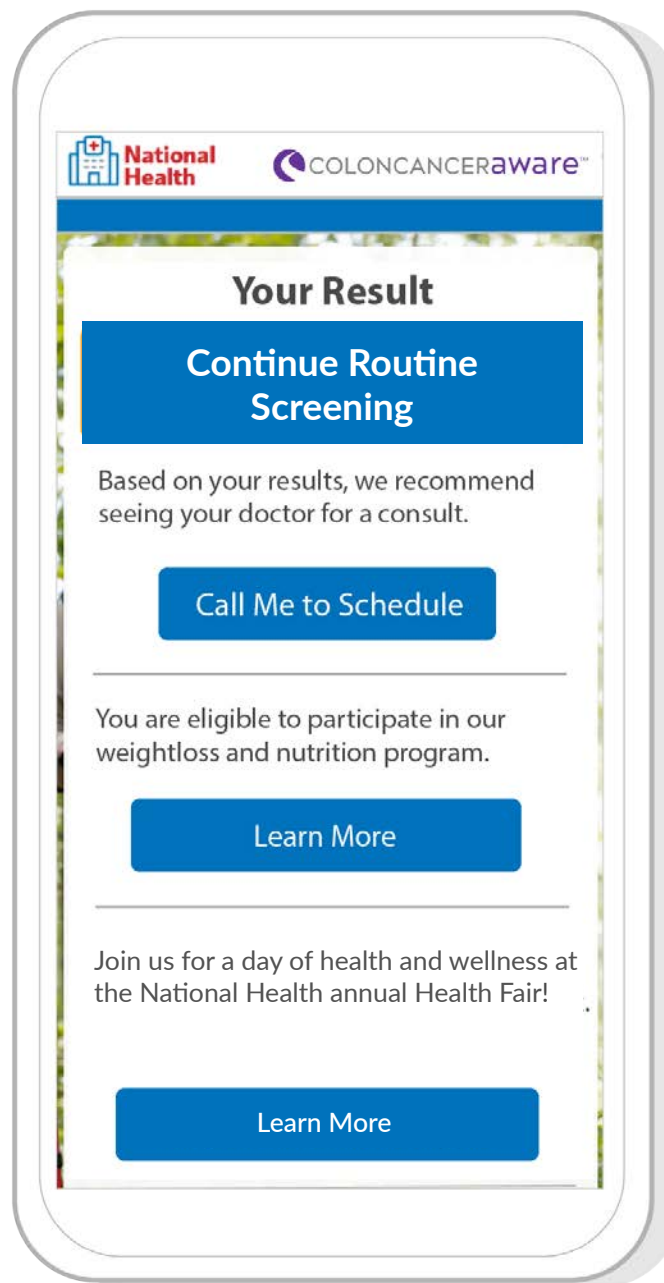 National
Health
COLONCANCERaware™
Your Result
Continue Routine
Screening
Based on your results, we recommend
seeing your doctor for a consult.
Call Me to Schedule
You are eligible to participate in our
weightloss and nutrition program.
Learn More
Join us for a day of health and wellness at
the National Health annual Health Fair!
Learn More